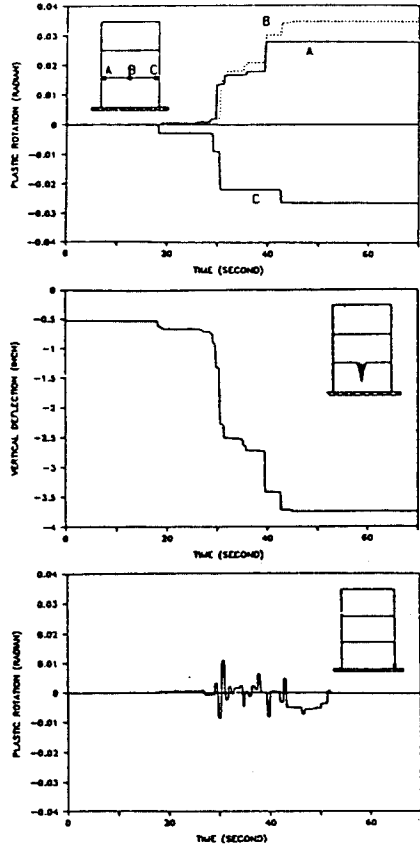 0.04
0.03
0.02
0.01
0
-0.01
-0.02
-0.03
-0.04
PLASTIC ROTATION (RADIAN)
A B C
B
A
C
0 20 40 60
TIME (SECOND)
0
-0.5
-1
-1.5
-2
-2.5
-3
-3.5
-4
VERTICAL DEFLECTION (INCH)
0 20 40 60
TIME (SECOND)
0.04
0.03
0.02
0.01
0
-0.01
-0.02
-0.03
-0.04
PLASTIC ROTATION (RADIAN)
0 20 40 60
TIME (SECOND)